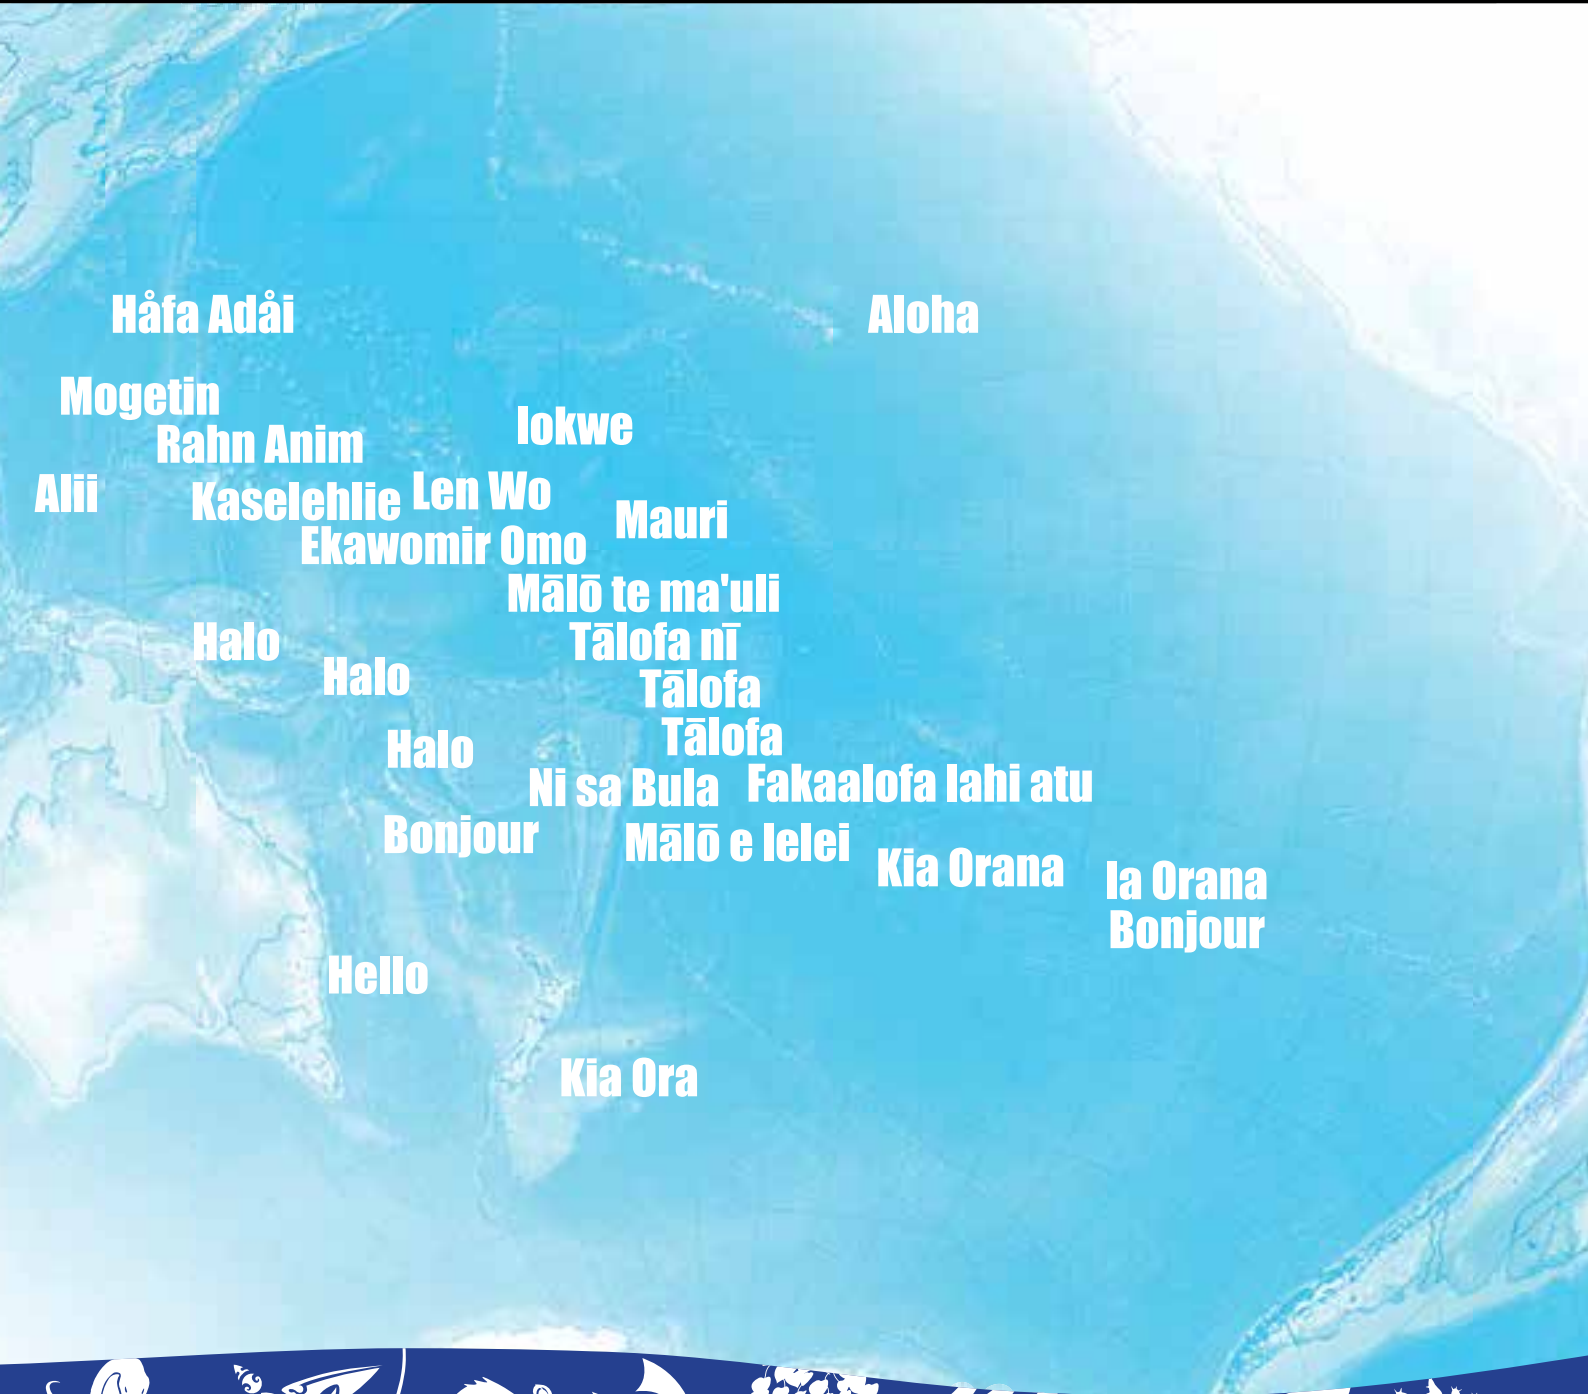 Håfa Adåi
Aloha
Mogetin
Iokwe
Rahn Anim
Alii
Kaselehlie
Len Wo
Mauri
Ekawomir Omo
Mālō te ma'uli
Halo
Tālofa nī
Halo
Tālofa
Tālofa
Halo
Ni sa Bula
Fakaalofa lahi atu
Bonjour
Mālō e lelei
Kia Orana
Ia Orana
Bonjour
Hello
Kia Ora